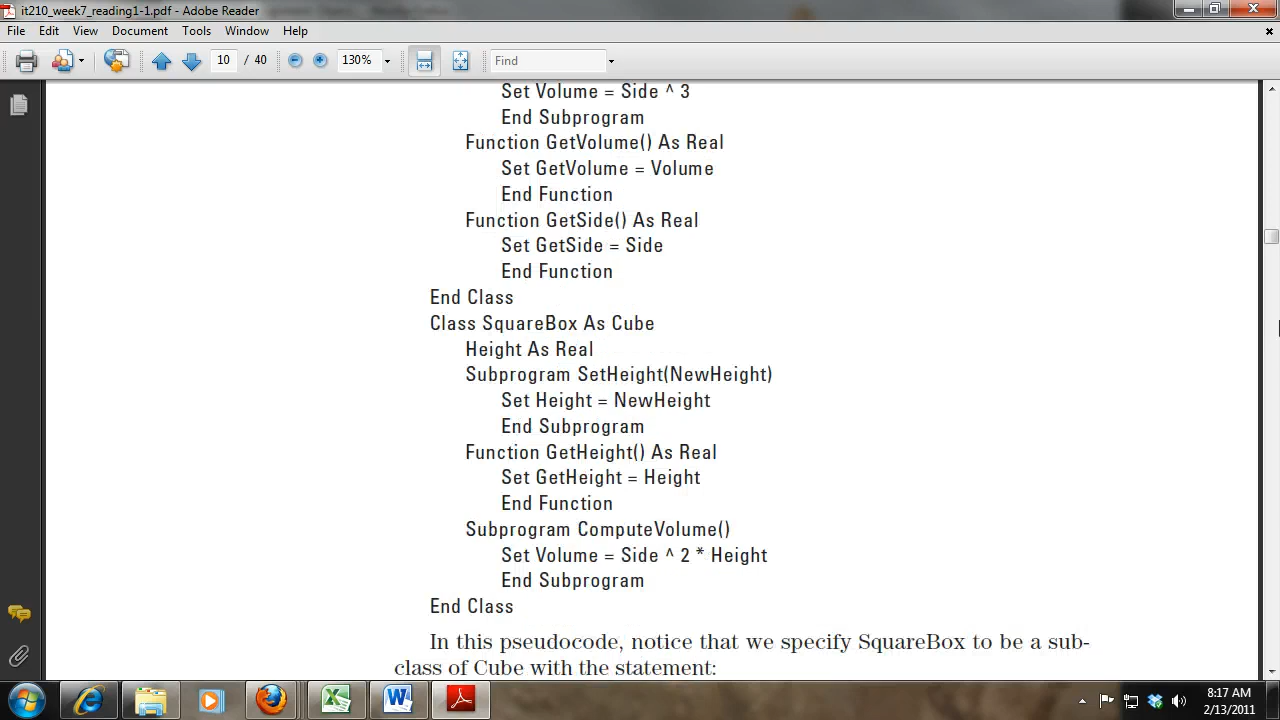 it210_week7_reading1-1.pdf - Adobe Reader
File Edit View Document Tools Window Help
10 / 40 130% Find
Set Volume = Side ^ 3
End Subprogram
Function GetVolume() As Real
Set GetVolume = Volume
End Function
Function GetSide() As Real
Set GetSide = Side
End Function
End Class
Class SquareBox As Cube
Height As Real
Subprogram SetHeight(NewHeight)
Set Height = NewHeight
End Subprogram
Function GetHeight() As Real
Set GetHeight = Height
End Function
Subprogram ComputeVolume()
Set Volume = Side ^ 2 * Height
End Subprogram
End Class
In this pseudocode, notice that we specify SquareBox to be a sub-
class of Cube with the statement:
8:17 AM
2/13/2011